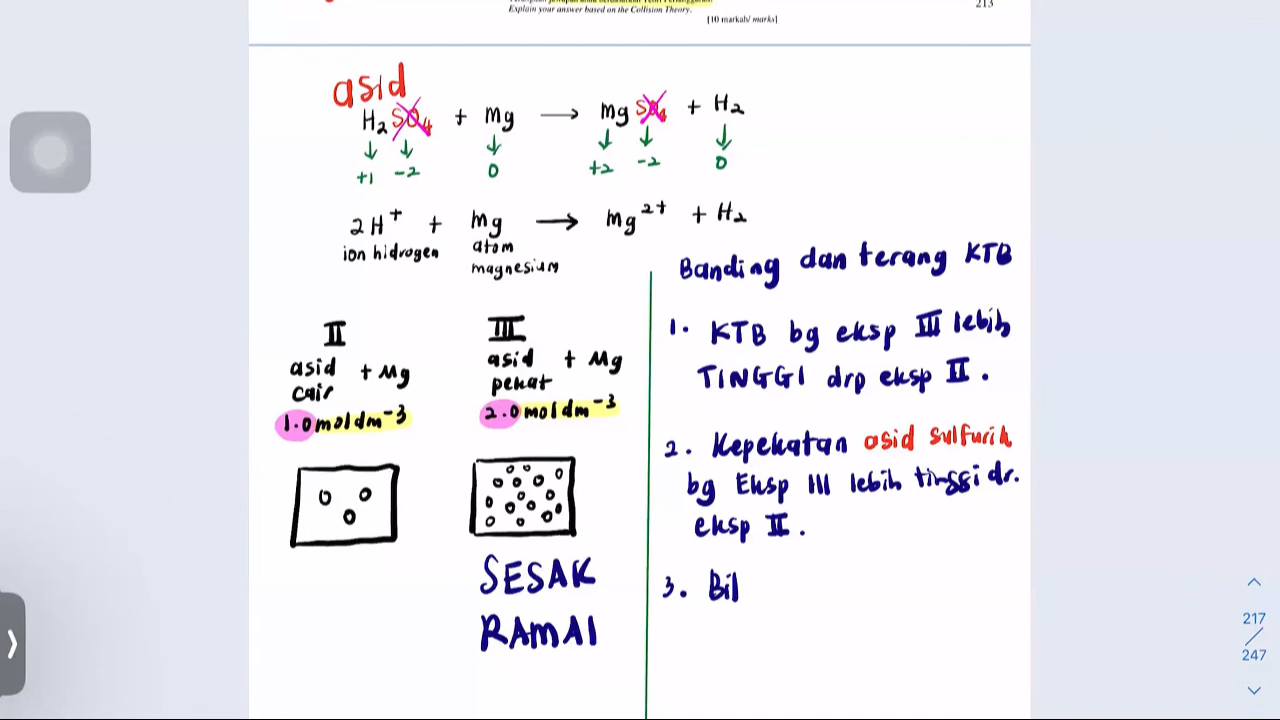 Explain your answer based on the Collision Theory.
213
[10 markah/ marks]
asid
H2SO4 + Mg → MgSO4 + H2
+1 -2 0 +2 -2 0
2H+ + Mg → Mg2+ + H2
ion hidrogen atom magnesium
II
asid cair + Mg
1.0 mol dm-3
III
asid pekat + Mg
2.0 mol dm-3
SESAK
RAMAI
Banding dan terang KTB
1. KTB bg eksp III lebih
TINGGI drp eksp II.
2. Kepekatan asid sulfurik
bg Eksp III lebih tinggi dr.
eksp II.
3. Bil
217
247